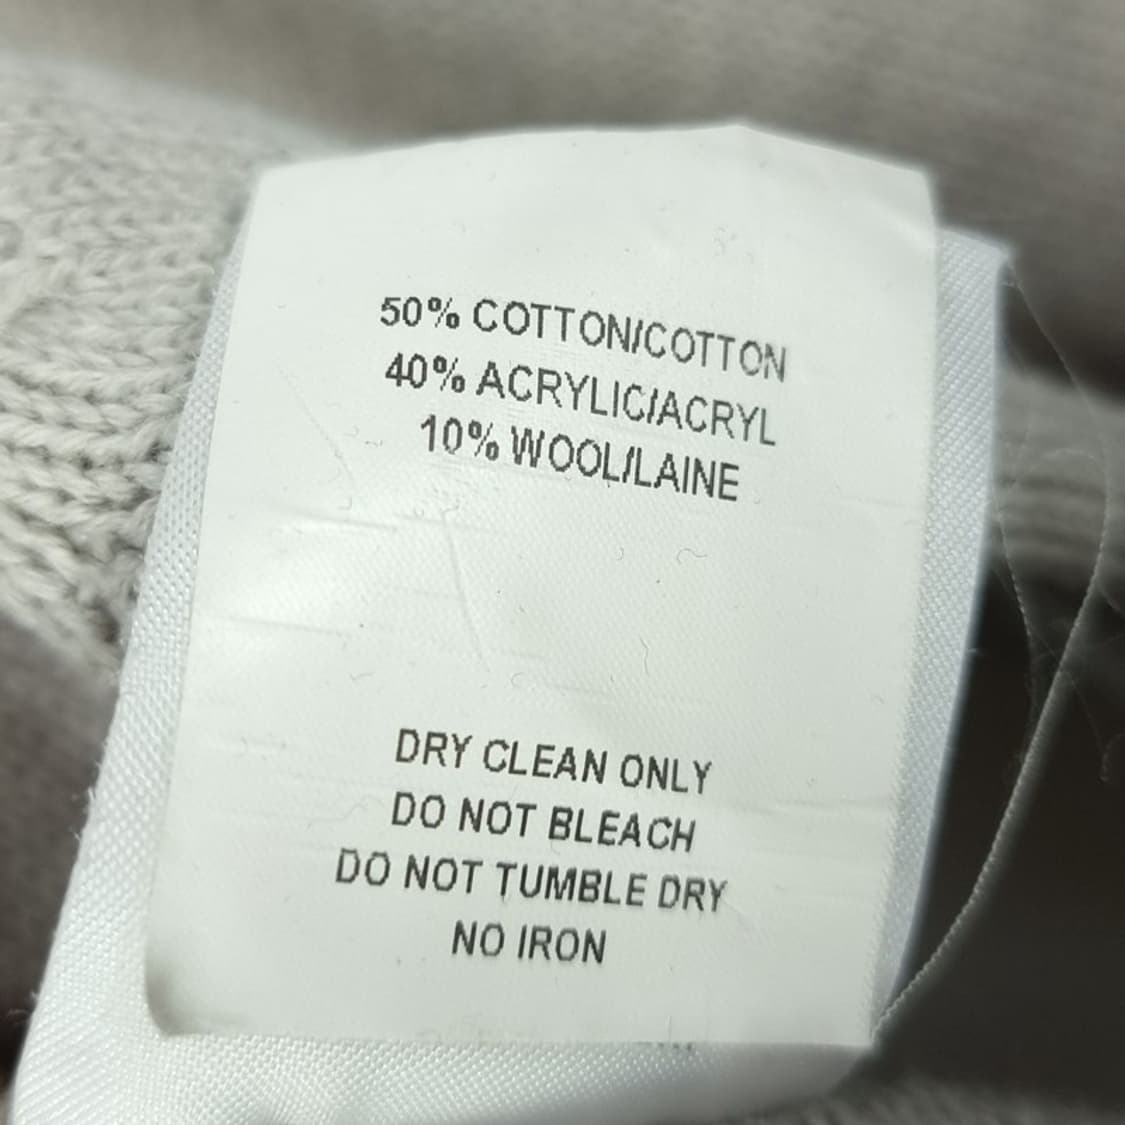 50% COTTON/COTTON
40% ACRYLIC/ACRYL
10% WOOL/LAINE
DRY CLEAN ONLY
DO NOT BLEACH
DO NOT TUMBLE DRY
NO IRON